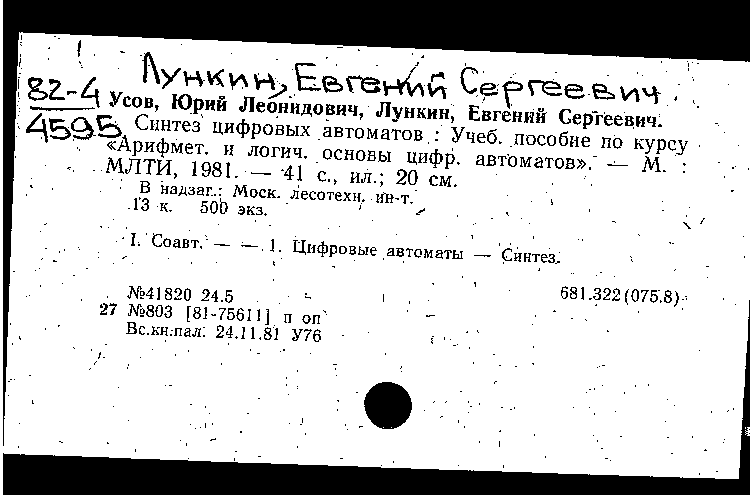 Лункин, Евгений Сергеевич
82-4
4595
Усов, Юрий Леонидович, Лункин, Евгений Сергеевич.
Синтез цифровых автоматов : Учеб. пособие по курсу
«Арифмет. и логич. основы цифр. автоматов». — М. :
МЛТИ, 1981. — 41 с., ил.; 20 см.
В надзаг.: Моск. лесотехн. ин-т.
13 к. 500 экз.
I. Соавт. — — 1. Цифровые автоматы — Синтез.
№41820 24.5 681.322(075.8)
27 №803 [81-75611] п оп
Вс.кн.пал. 24.11.81 У76